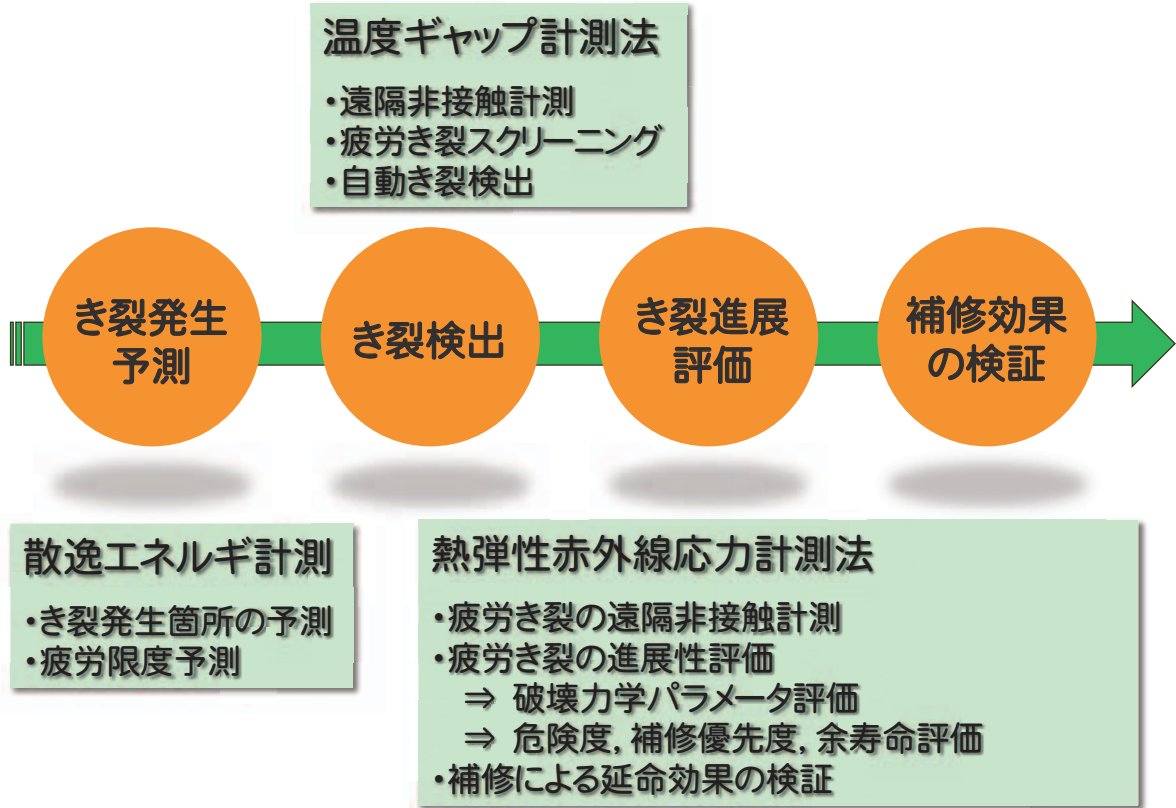 温度ギャップ計測法
・遠隔非接触計測
・疲労き裂スクリーニング
・自動き裂検出
き裂発生
予測
き裂検出
き裂進展
評価
補修効果
の検証
散逸エネルギ計測
・き裂発生箇所の予測
・疲労限度予測
熱弾性赤外線応力計測法
・疲労き裂の遠隔非接触計測
・疲労き裂の進展性評価
⇒ 破壊力学パラメータ評価
⇒ 危険度, 補修優先度, 余寿命評価
・補修による延命効果の検証